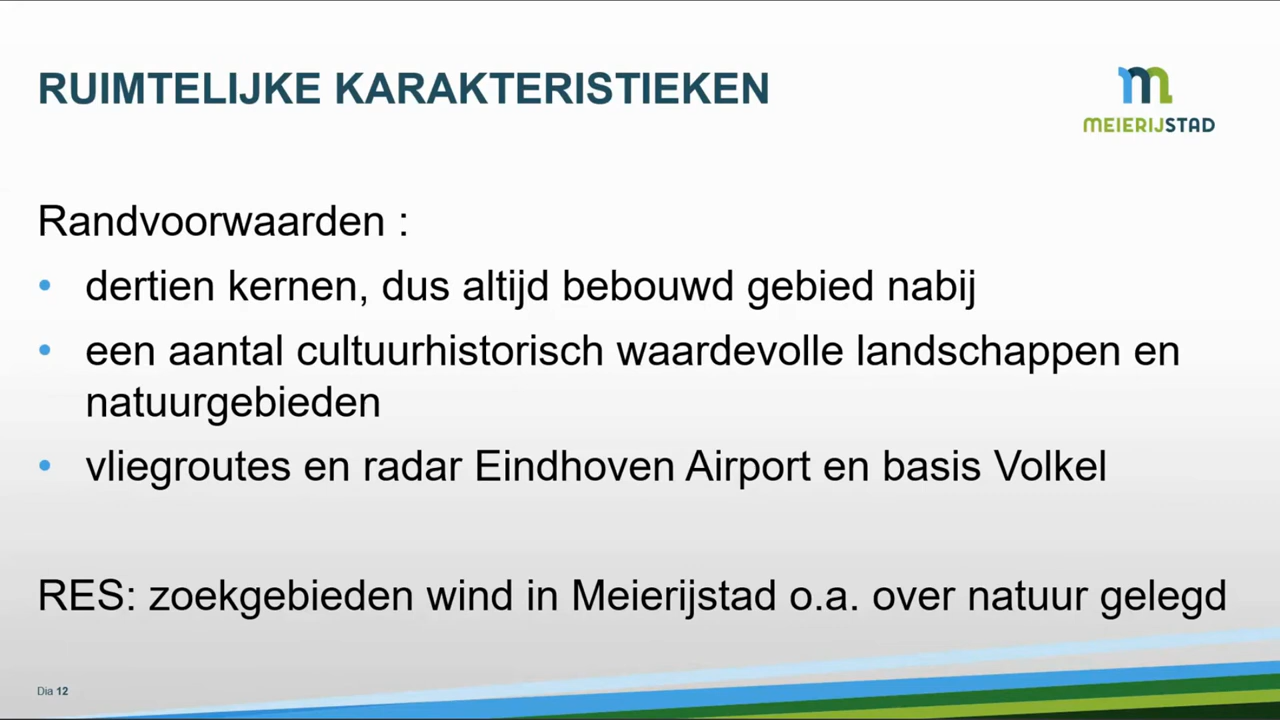 RUIMTELIJKE KARAKTERISTIEKEN
MEIERIJSTAD
Randvoorwaarden :
• dertien kernen, dus altijd bebouwd gebied nabij
• een aantal cultuurhistorisch waardevolle landschappen en
natuurgebieden
• vliegroutes en radar Eindhoven Airport en basis Volkel
RES: zoekgebieden wind in Meierijstad o.a. over natuur gelegd
Dia 12